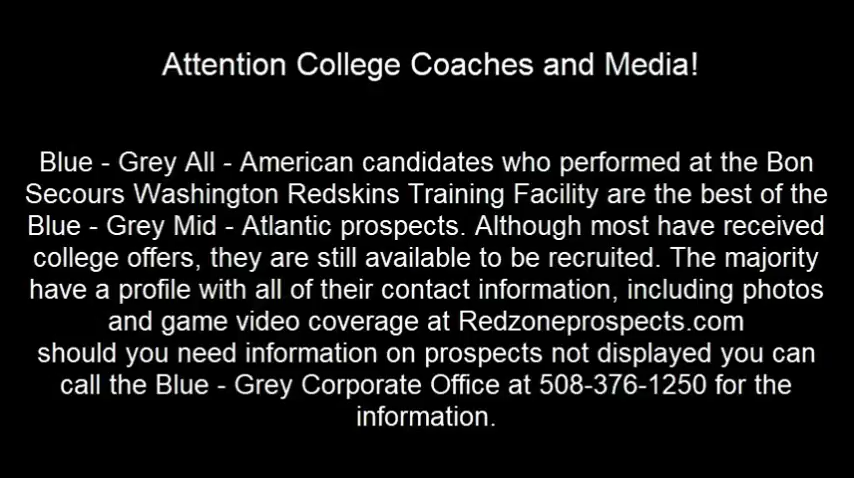 Attention College Coaches and Media!
Blue - Grey All - American candidates who performed at the Bon
Secours Washington Redskins Training Facility are the best of the
Blue - Grey Mid - Atlantic prospects. Although most have received
college offers, they are still available to be recruited. The majority
have a profile with all of their contact information, including photos
and game video coverage at Redzoneprospects.com
should you need information on prospects not displayed you can
call the Blue - Grey Corporate Office at 508-376-1250 for the
information.